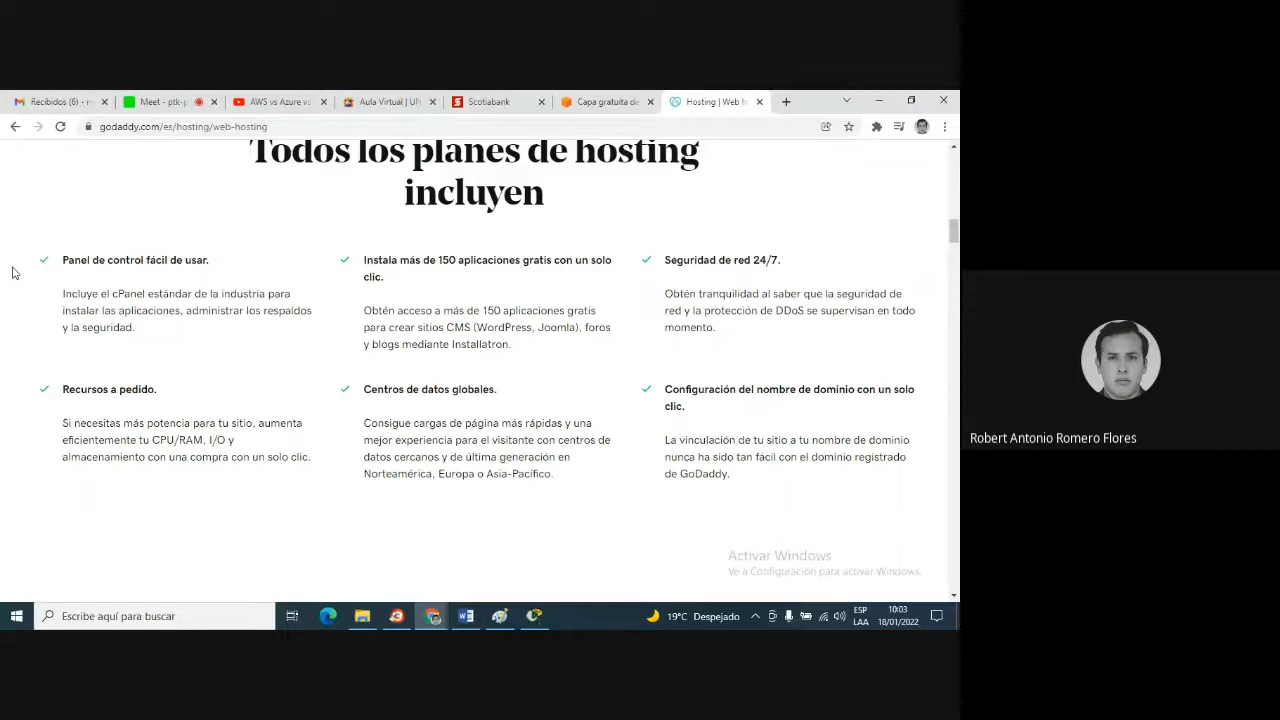 Recibidos (6) - r
Meet - ptk-p
AWS vs Azure vs
Aula Virtual | UN
Scotiabank
Capa gratuita de
Hosting | Web h
godaddy.com/es/hosting/web-hosting
Todos los planes de hosting
incluyen
Panel de control fácil de usar.
Incluye el cPanel estándar de la industria para
instalar las aplicaciones, administrar los respaldos
y la seguridad.
Instala más de 150 aplicaciones gratis con un solo
clic.
Obtén acceso a más de 150 aplicaciones gratis
para crear sitios CMS (WordPress, Joomla), foros
y blogs mediante Installatron.
Seguridad de red 24/7.
Obtén tranquilidad al saber que la seguridad de
red y la protección de DDoS se supervisan en todo
momento.
Recursos a pedido.
Si necesitas más potencia para tu sitio, aumenta
eficientemente tu CPU/RAM, I/O y
almacenamiento con una compra con un solo clic.
Centros de datos globales.
Consigue cargas de página más rápidas y una
mejor experiencia para el visitante con centros de
datos cercanos y de última generación en
Norteamérica, Europa o Asia-Pacífico.
Configuración del nombre de dominio con un solo
clic.
La vinculación de tu sitio a tu nombre de dominio
nunca ha sido tan fácil con el dominio registrado
de GoDaddy.
Activar Windows
Ve a Configuración para activar Windows.
Robert Antonio Romero Flores
Escribe aquí para buscar
19°C Despejado
ESP
LAA
10:03
18/01/2022